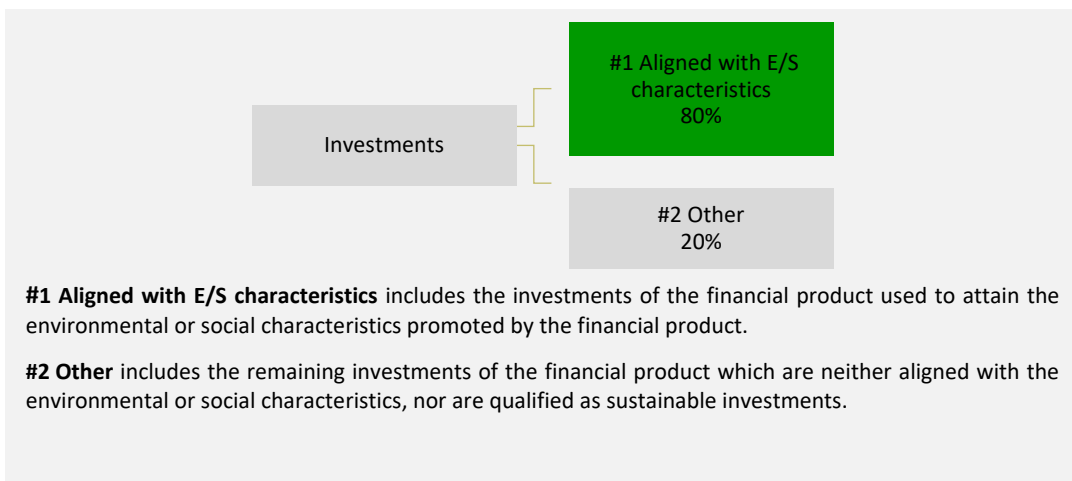 #1 Aligned with E/S
characteristics
80%
Investments
#2 Other
20%
#1 Aligned with E/S characteristics includes the investments of the financial product used to attain the
environmental or social characteristics promoted by the financial product.
#2 Other includes the remaining investments of the financial product which are neither aligned with the
environmental or social characteristics, nor are qualified as sustainable investments.